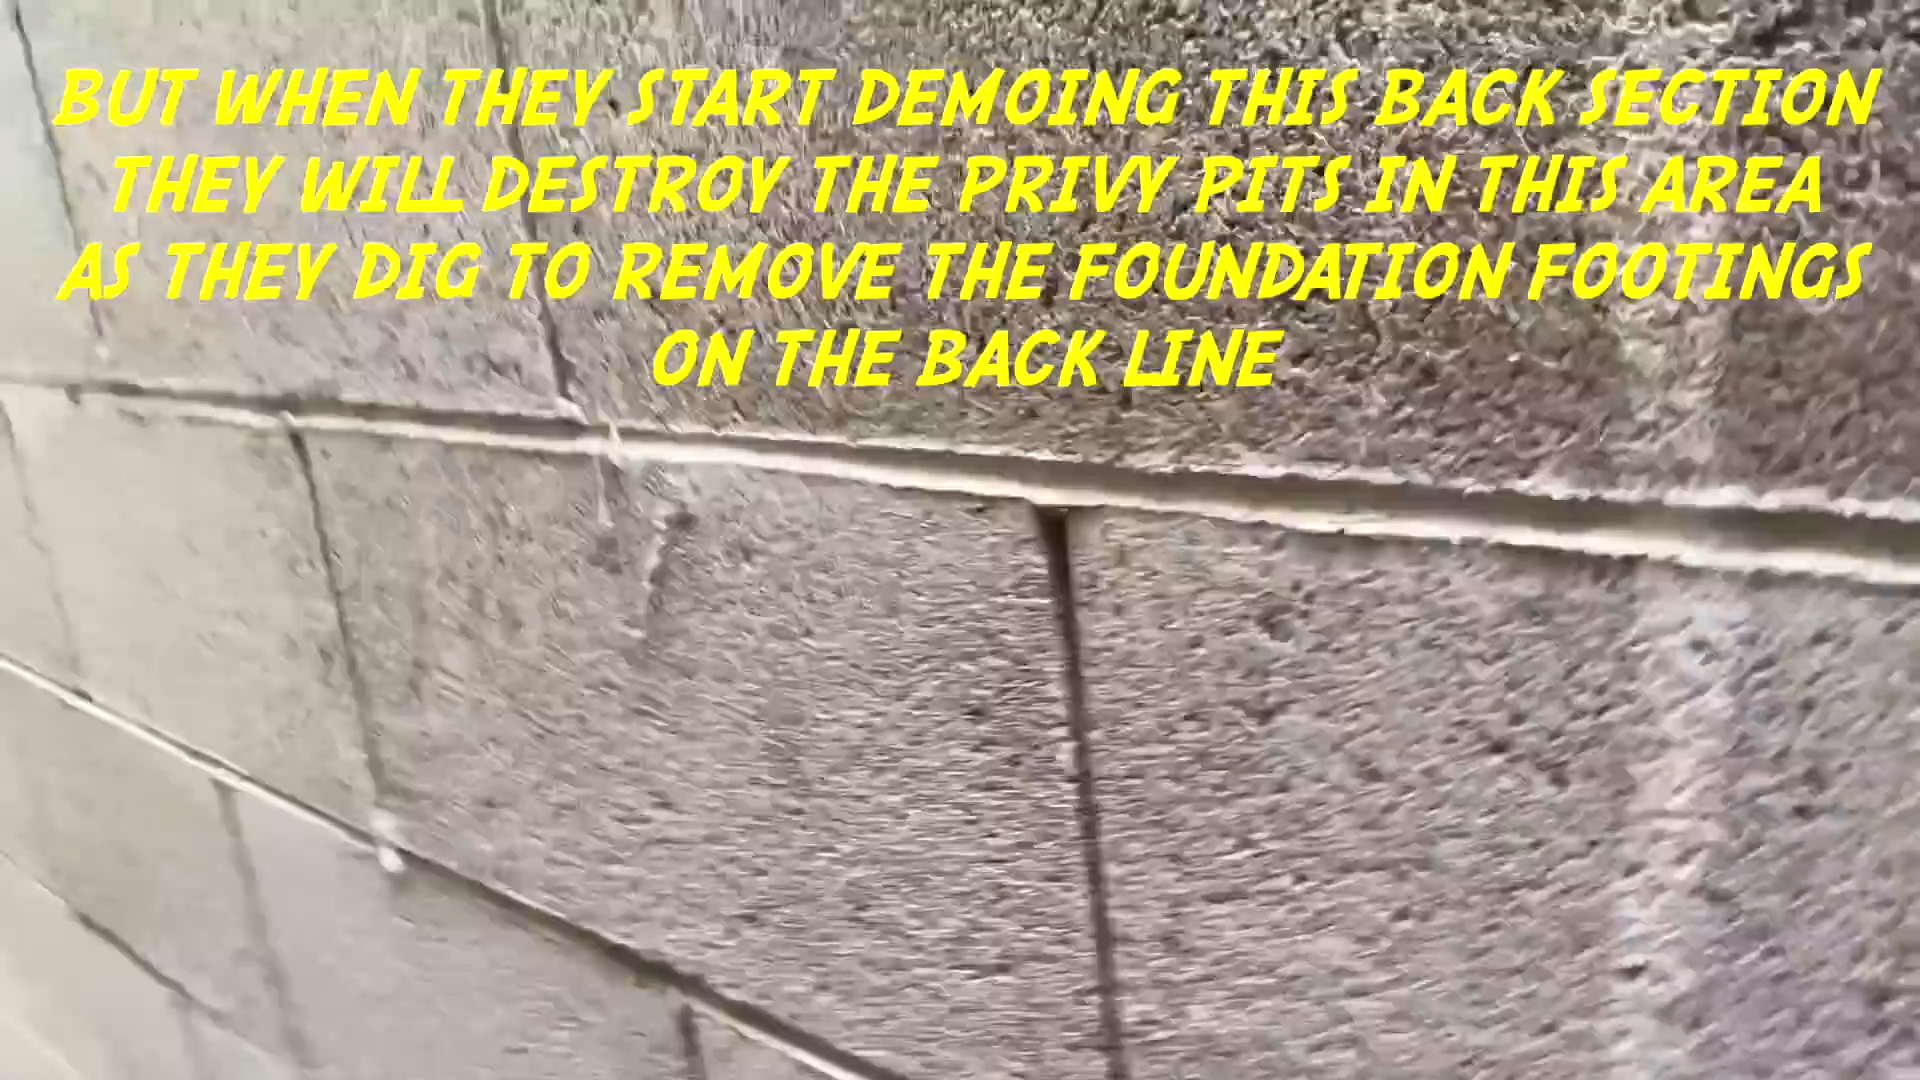 BUT WHEN THEY START DEMOING THIS BACK SECTION
THEY WILL DESTROY THE PRIVY PITS IN THIS AREA
AS THEY DIG TO REMOVE THE FOUNDATION FOOTINGS
ON THE BACK LINE